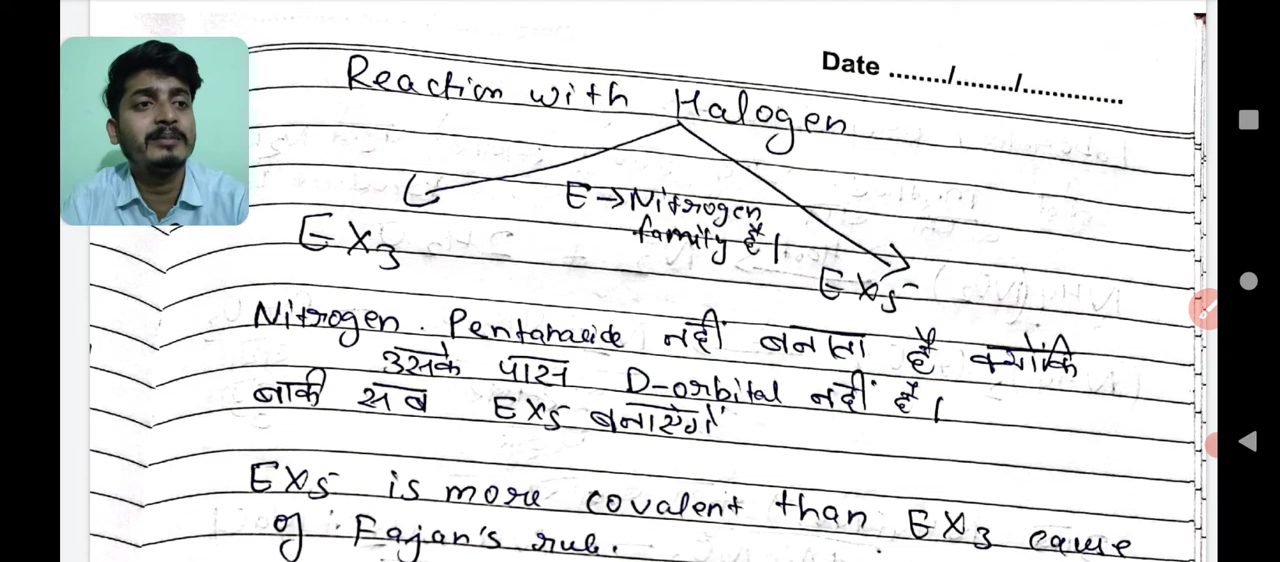 Date ......../......../.............
Reaction with Halogen
E → Nitrogen
family है।
EX3
EX5
Nitrogen. Pentahalide नहीं बनता है क्योंकि
उसके पास D-orbital नहीं है।
बाकी सब EX5 बनाएगें
EX5 is more covalent than EX3 cause
of Fajan's rule.